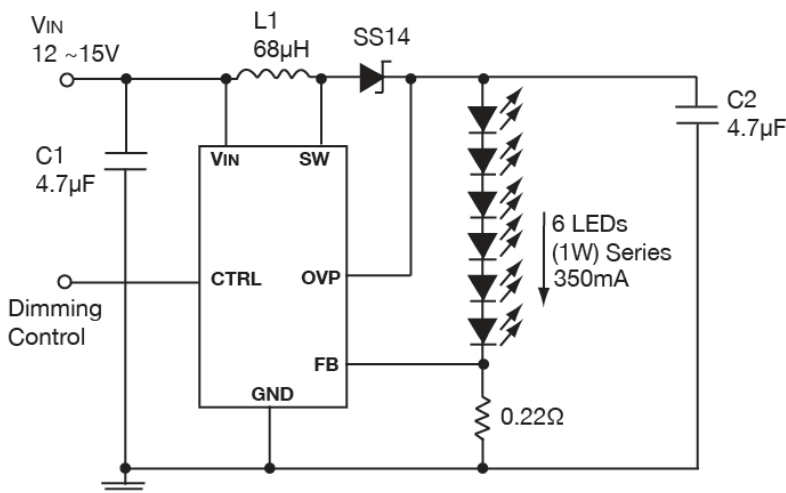 VIN
12 ~15V
L1
68µH
SS14
C2
4.7µF
C1
4.7µF
VIN
SW
6 LEDs
(1W) Series
350mA
CTRL
OVP
Dimming
Control
FB
GND
0.22Ω